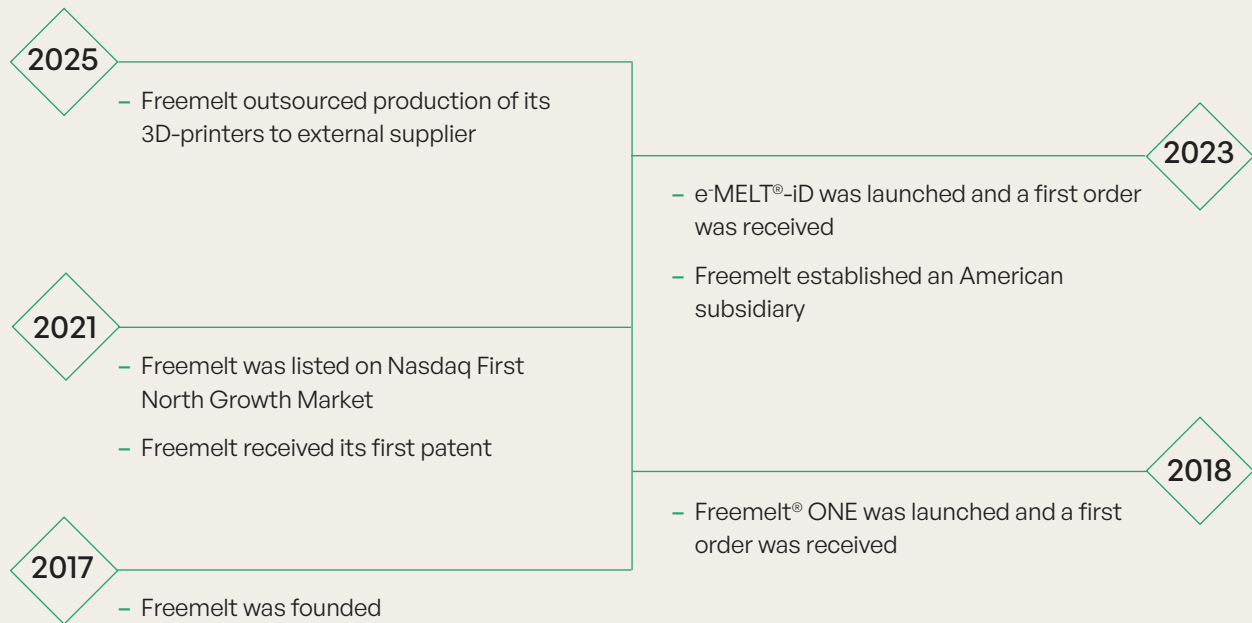 2025
– Freemelt outsourced production of its
3D-printers to external supplier
2023
– e⁻MELT®-iD was launched and a first order
was received
– Freemelt established an American
subsidiary
2021
– Freemelt was listed on Nasdaq First
North Growth Market
– Freemelt received its first patent
2018
– Freemelt® ONE was launched and a first
order was received
2017
– Freemelt was founded